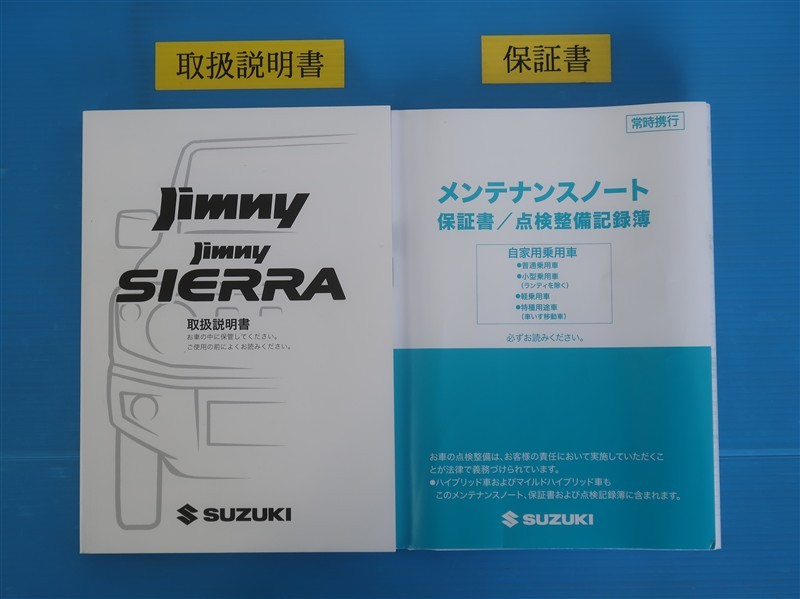 取扱説明書
保証書
Jimny
Jimny
SIERRA
取扱説明書
お車の中に保管してください。
ご使用の前によくお読みください。
SUZUKI
常時携行
メンテナンスノート
保証書／点検整備記録簿
自家用乗用車
●普通乗用車
●小型乗用車
(ランディを除く)
●軽乗用車
●特種用途車
(車いす移動車)
必ずお読みください。
お車の点検整備は、お客様の責任において実施していただくこ
とが法律で義務づけられています。
●ハイブリッド車およびマイルドハイブリッド車も
このメンテナンスノート、保証書および点検記録簿に含まれます。
SUZUKI